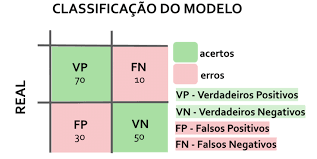 CLASSIFICAÇÃO DO MODELO
REAL
VP
70
FN
10
FP
30
VN
50
acertos
erros
VP - Verdadeiros Positivos
VN - Verdadeiros Negativos
FP - Falsos Positivos
FN - Falsos Negativos